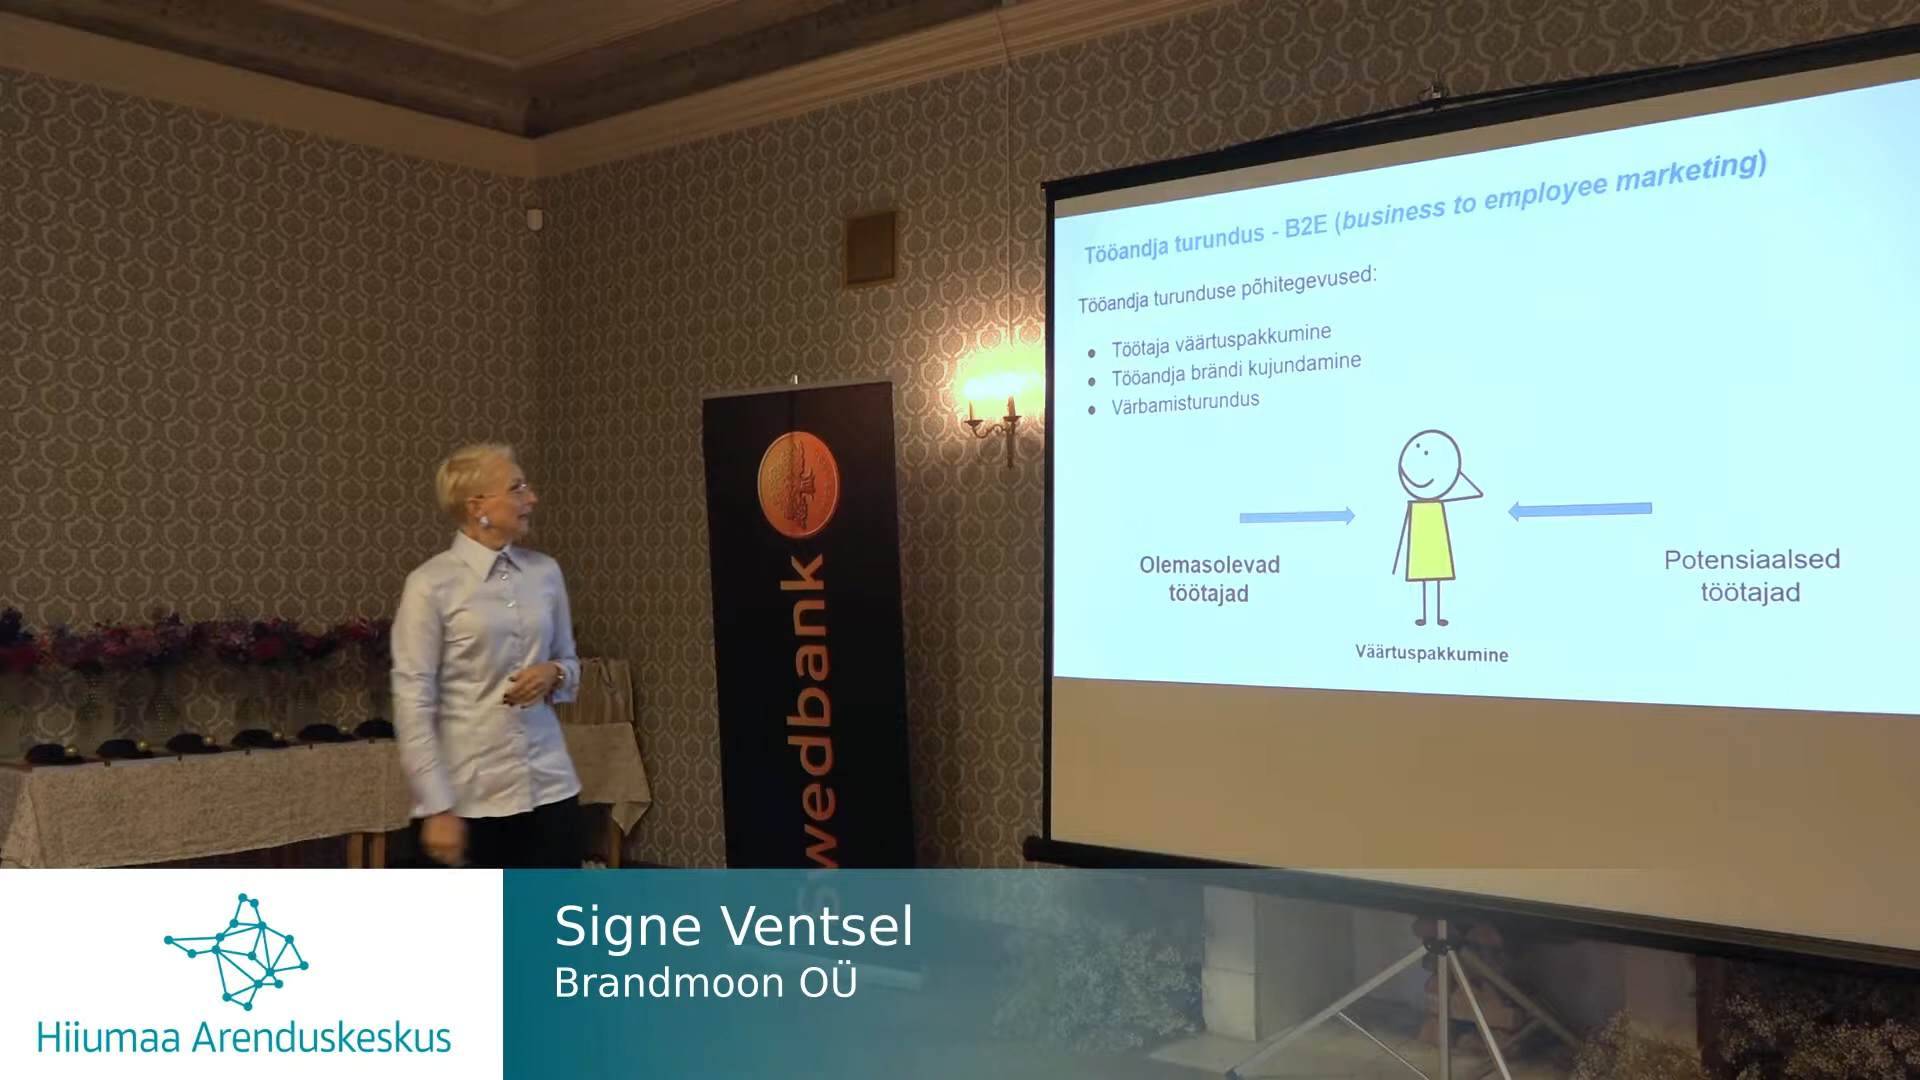 Tööandja turundus - B2E (business to employee marketing)
Tööandja turunduse põhitegevused:
● Töötaja väärtuspakkumine
● Tööandja brändi kujundamine
● Värbamisturundus
Olemasolevad
töötajad
Potensiaalsed
töötajad
Väärtuspakkumine
Swedbank
Signe Ventsel
Brandmoon OÜ
Hiiumaa Arenduskeskus